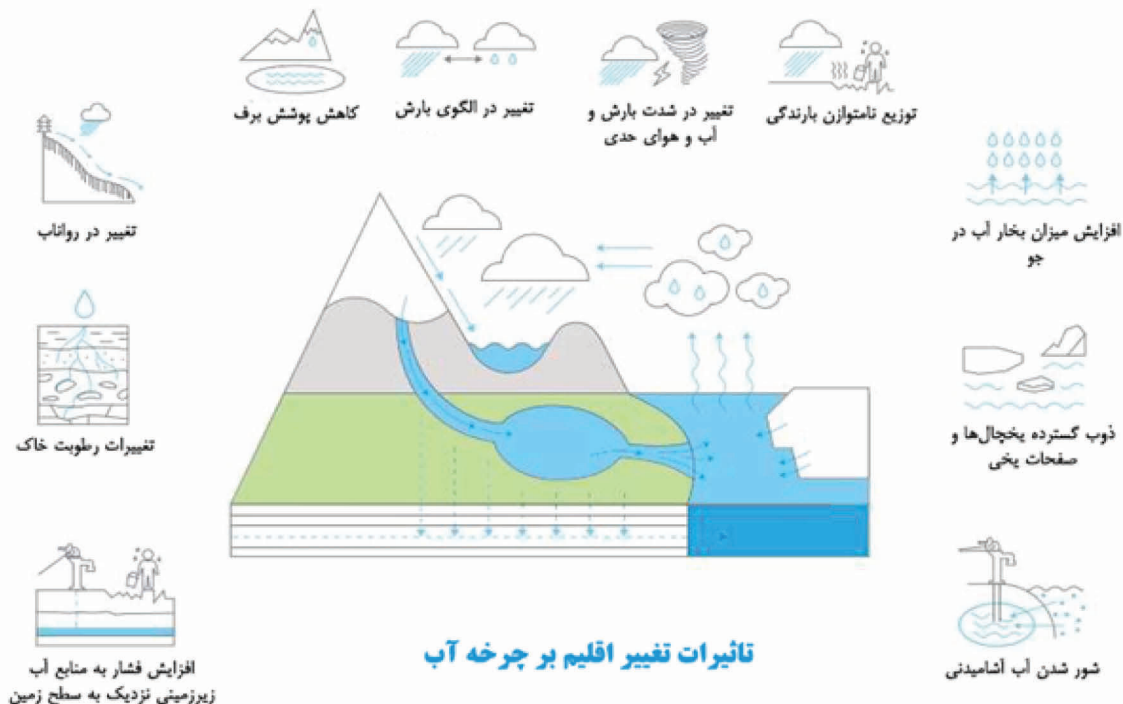 کاهش پوشش برف
تغییر در الگوی بارش
تغییر در شدت بارش و
آب و هوای حدی
توزیع نامتوازن بارندگی
تغییر در رواناب
افزایش میزان بخار آب در
جو
تغییرات رطوبت خاک
ذوب گسترده یخچال‌ها و
صفحات یخی
افزایش فشار به منابع آب
زیرزمینی نزدیک به سطح زمین
تاثیرات تغییر اقلیم بر چرخه آب
شور شدن آب آشامیدنی